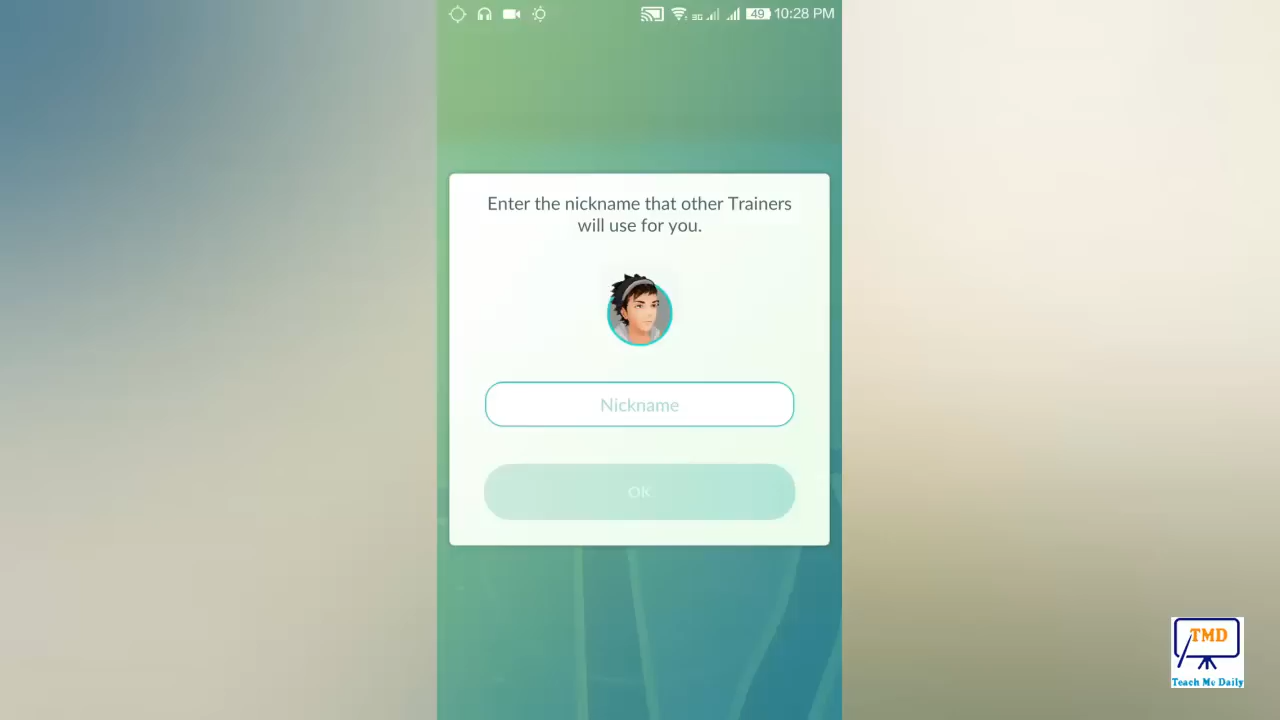 3G 49 10:28 PM
Enter the nickname that other Trainers
will use for you.
Nickname
OK
TMD
Teach Me Daily